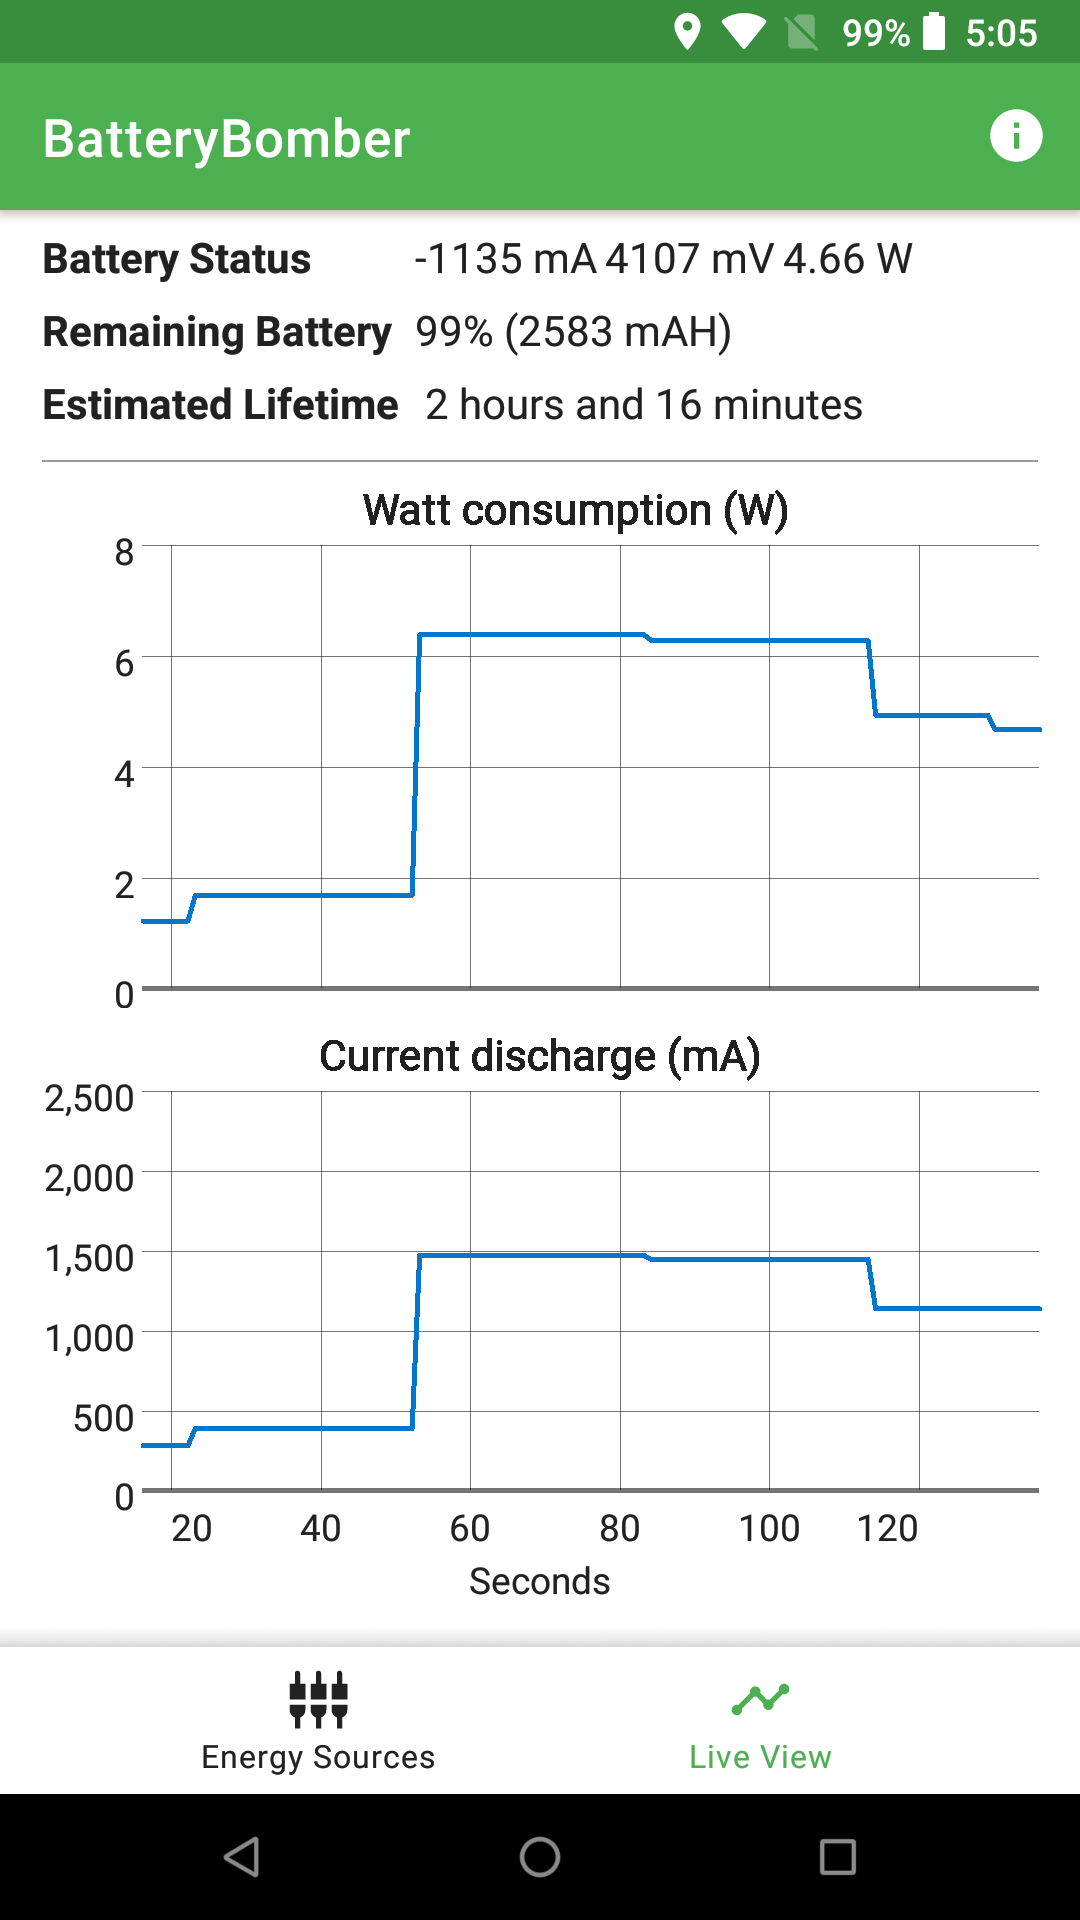 99% 5:05
BatteryBomber
Battery Status -1135 mA 4107 mV 4.66 W
Remaining Battery 99% (2583 mAH)
Estimated Lifetime 2 hours and 16 minutes
Watt consumption (W)
8
6
4
2
0
Current discharge (mA)
2,500
2,000
1,500
1,000
500
0
20 40 60 80 100 120
Seconds
Energy Sources Live View